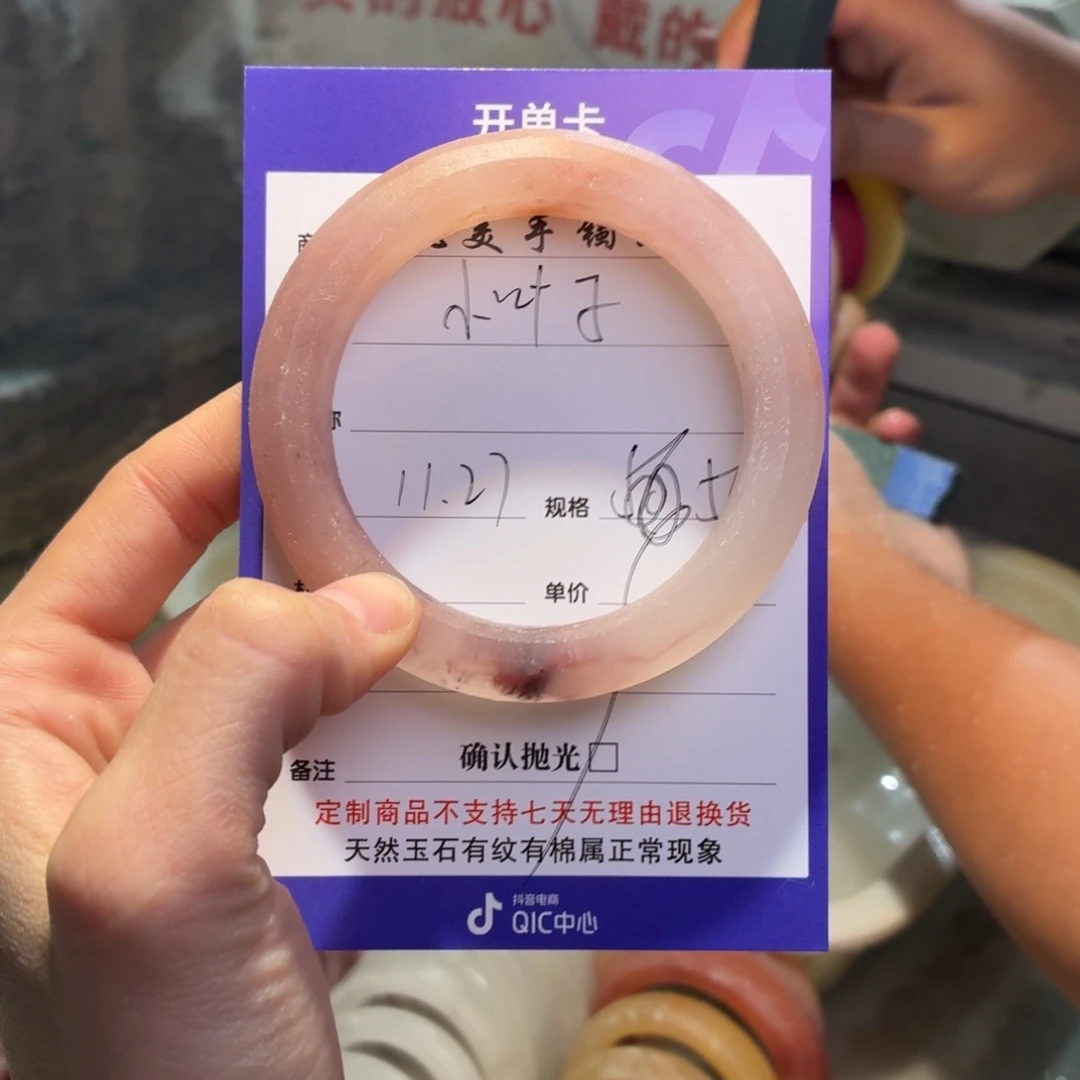 戴的
开单卡
灸手镯
小叶子
11.27 规格
单价
备注 确认抛光□
定制商品不支持七天无理由退换货
天然玉石有纹有棉属正常现象
抖音电商
QIC中心